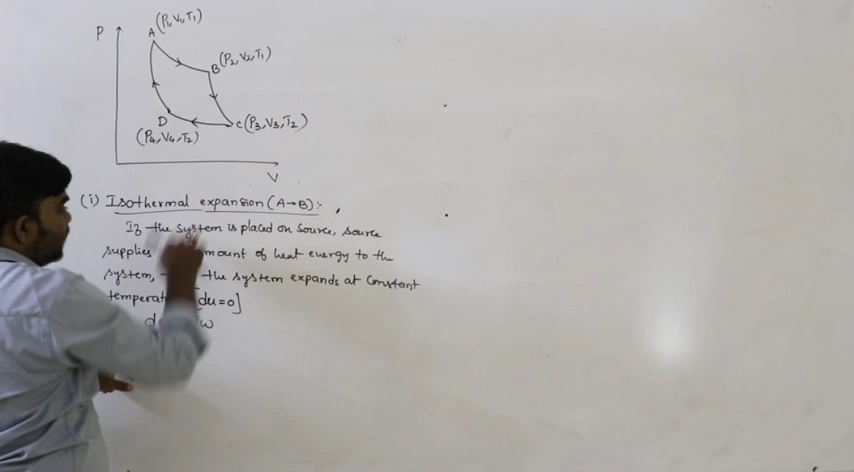 P
A (P1, V1, T1)
B (P2, V2, T1)
D
C (P3, V3, T2)
(P4, V4, T2)
V
(i) Isothermal expansion (A→B):-
If the system is placed on Source, source
supplies mount of heat energy to the
system, the system expands at Constant
temperat [du=0]
d w